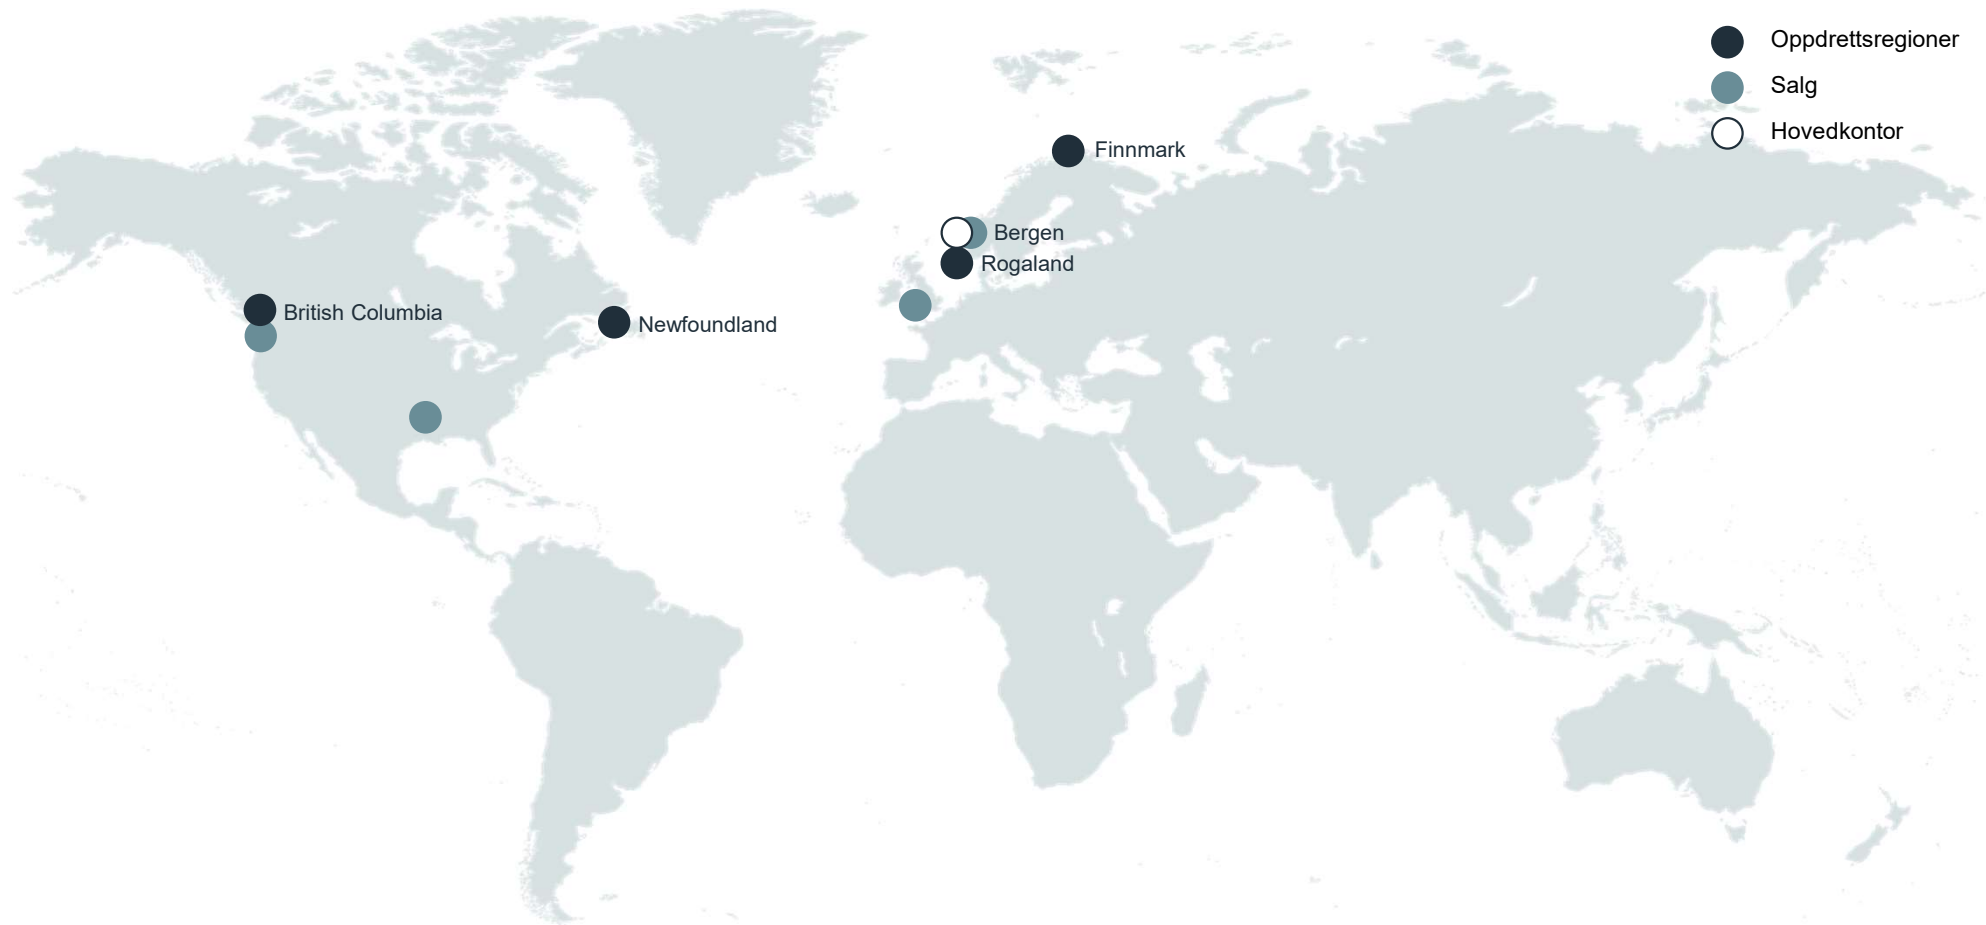 Oppdrettsregioner
Salg
Hovedkontor
Finnmark
Bergen
Rogaland
British Columbia
Newfoundland